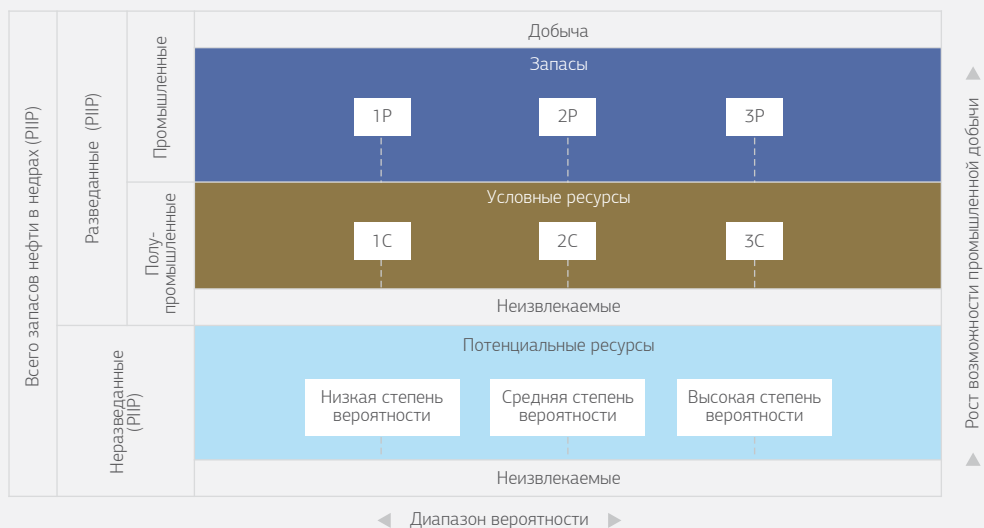 Всего запасов нефти в недрах (PIIP)
Разведанные (PIIP)
Промышленные
Добыча
Запасы
1P
2P
3P
Полу-
промышленные
Условные ресурсы
1C
2C
3C
Неизвлекаемые
Неразведанные
(PIIP)
Потенциальные ресурсы
Низкая степень
вероятности
Средняя степень
вероятности
Высокая степень
вероятности
Неизвлекаемые
Рост возможности промышленной добычи
Диапазон вероятности